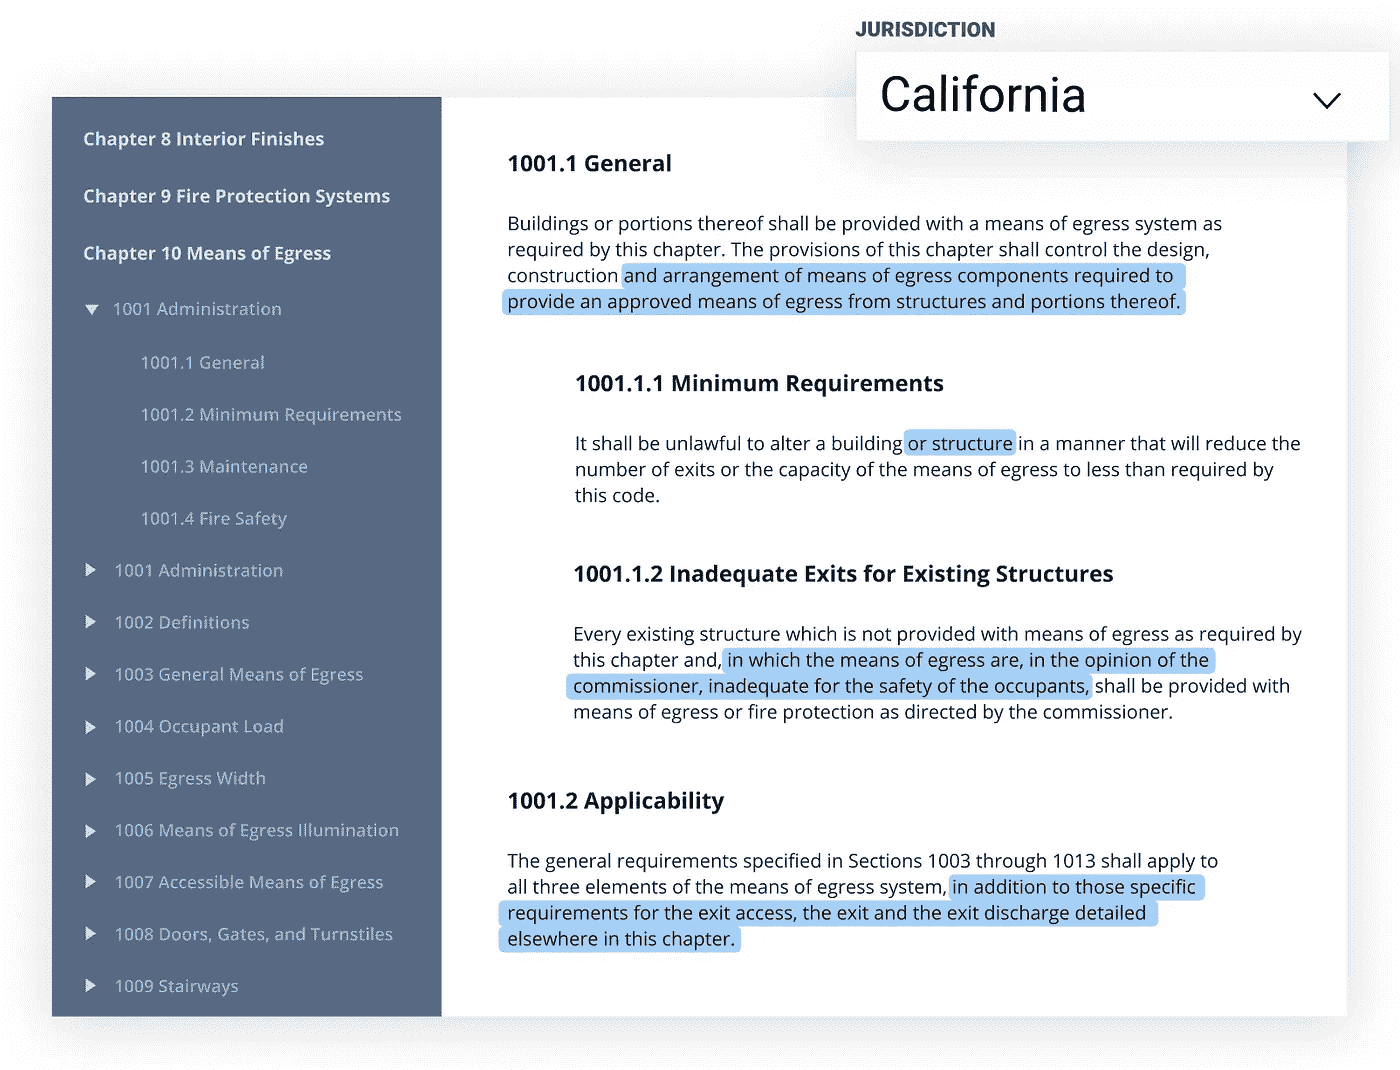 JURISDICTION
California
Chapter 8 Interior Finishes
Chapter 9 Fire Protection Systems
Chapter 10 Means of Egress
1001 Administration
1001.1 General
1001.2 Minimum Requirements
1001.3 Maintenance
1001.4 Fire Safety
1001 Administration
1002 Definitions
1003 General Means of Egress
1004 Occupant Load
1005 Egress Width
1006 Means of Egress Illumination
1007 Accessible Means of Egress
1008 Doors, Gates, and Turnstiles
1009 Stairways
1001.1 General
Buildings or portions thereof shall be provided with a means of egress system as
required by this chapter. The provisions of this chapter shall control the design,
construction and arrangement of means of egress components required to
provide an approved means of egress from structures and portions thereof.
1001.1.1 Minimum Requirements
It shall be unlawful to alter a building or structure in a manner that will reduce the
number of exits or the capacity of the means of egress to less than required by
this code.
1001.1.2 Inadequate Exits for Existing Structures
Every existing structure which is not provided with means of egress as required by
this chapter and, in which the means of egress are, in the opinion of the
commissioner, inadequate for the safety of the occupants, shall be provided with
means of egress or fire protection as directed by the commissioner.
1001.2 Applicability
The general requirements specified in Sections 1003 through 1013 shall apply to
all three elements of the means of egress system, in addition to those specific
requirements for the exit access, the exit and the exit discharge detailed
elsewhere in this chapter.